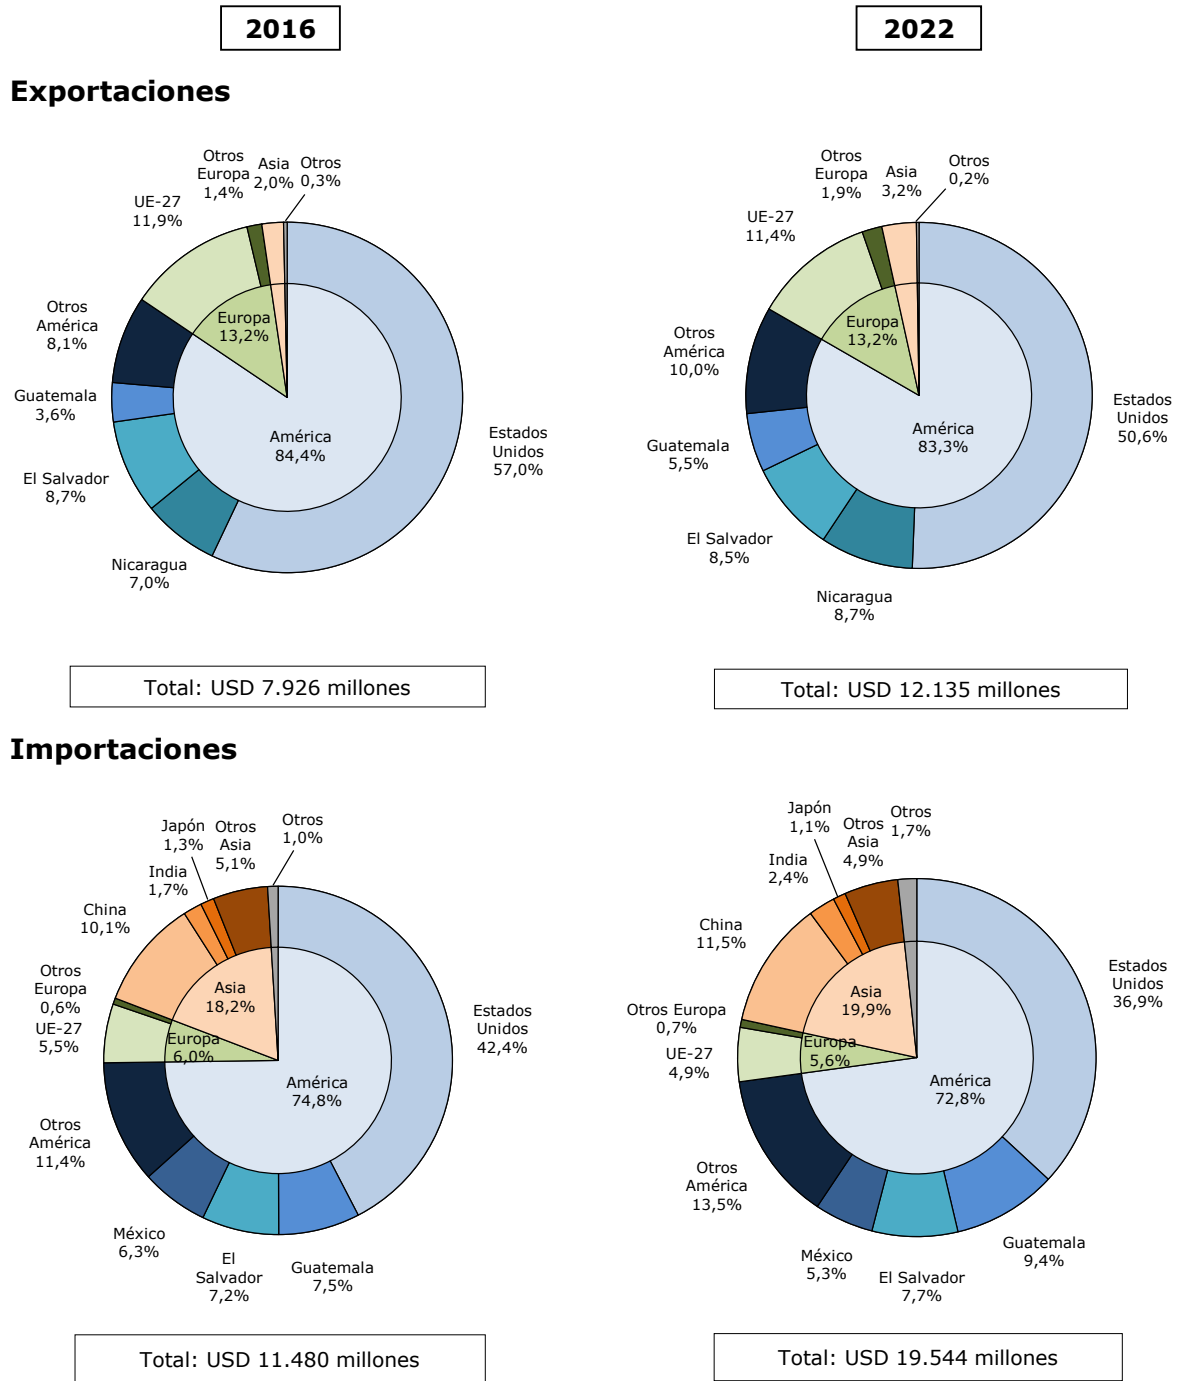 2016
2022
Exportaciones
Otros
Europa
1,4%
Asia
2,0%
Otros
0,3%
UE-27
11,9%
Otros
América
8,1%
Guatemala
3,6%
El Salvador
8,7%
Nicaragua
7,0%
Estados
Unidos
57,0%
Europa
13,2%
América
84,4%
Total: USD 7.926 millones
Otros
Europa
1,9%
Asia
3,2%
Otros
0,2%
UE-27
11,4%
Otros
América
10,0%
Guatemala
5,5%
El Salvador
8,5%
Nicaragua
8,7%
Estados
Unidos
50,6%
Europa
13,2%
América
83,3%
Total: USD 12.135 millones
Importaciones
Japón
1,3%
Otros
Asia
5,1%
Otros
1,0%
India
1,7%
China
10,1%
Otros
Europa
0,6%
UE-27
5,5%
Otros
América
11,4%
México
6,3%
El
Salvador
7,2%
Guatemala
7,5%
Estados
Unidos
42,4%
Asia
18,2%
Europa
6,0%
América
74,8%
Total: USD 11.480 millones
Japón
1,1%
Otros
Asia
4,9%
Otros
1,7%
India
2,4%
China
11,5%
Otros Europa
0,7%
UE-27
4,9%
Otros
América
13,5%
México
5,3%
El Salvador
7,7%
Guatemala
9,4%
Estados
Unidos
36,9%
Asia
19,9%
Europa
5,6%
América
72,8%
Total: USD 19.544 millones